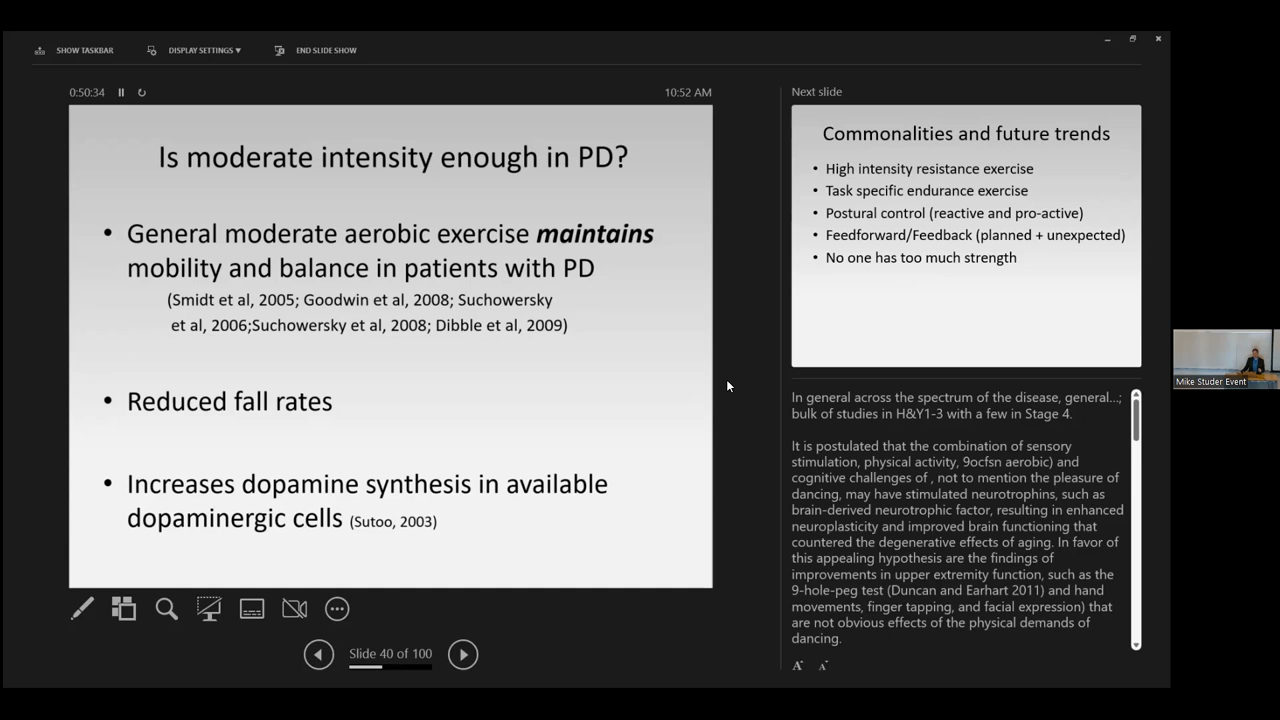 SHOW TASKBAR
DISPLAY SETTINGS ▼
END SLIDE SHOW
0:50:34
10:52 AM
Is moderate intensity enough in PD?
• General moderate aerobic exercise maintains
mobility and balance in patients with PD
(Smidt et al, 2005; Goodwin et al, 2008; Suchowersky
et al, 2006;Suchowersky et al, 2008; Dibble et al, 2009)
• Reduced fall rates
• Increases dopamine synthesis in available
dopaminergic cells (Sutoo, 2003)
Slide 40 of 100
Next slide
Commonalities and future trends
• High intensity resistance exercise
• Task specific endurance exercise
• Postural control (reactive and pro-active)
• Feedforward/Feedback (planned + unexpected)
• No one has too much strength
In general across the spectrum of the disease, general...;
bulk of studies in H&Y1-3 with a few in Stage 4.
It is postulated that the combination of sensory
stimulation, physical activity, 9ocfsn aerobic) and
cognitive challenges of , not to mention the pleasure of
dancing, may have stimulated neurotrophins, such as
brain-derived neurotrophic factor, resulting in enhanced
neuroplasticity and improved brain functioning that
countered the degenerative effects of aging. In favor of
this appealing hypothesis are the findings of
improvements in upper extremity function, such as the
9-hole-peg test (Duncan and Earhart 2011) and hand
movements, finger tapping, and facial expression) that
are not obvious effects of the physical demands of
dancing.
A A
Mike Studer Event